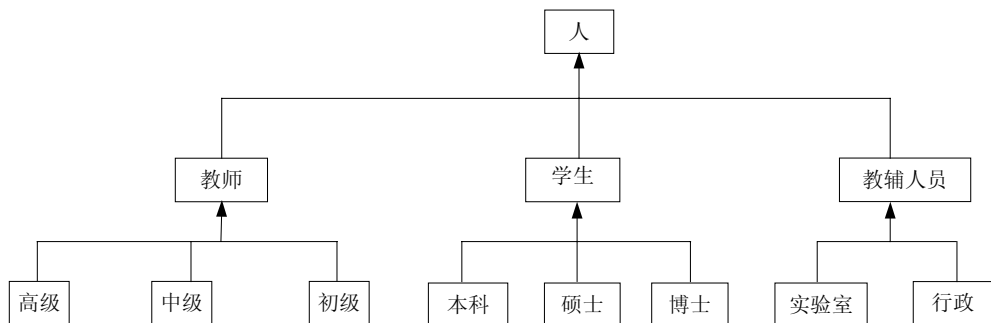 人
教师
学生
教辅人员
高级
中级
初级
本科
硕士
博士
实验室
行政